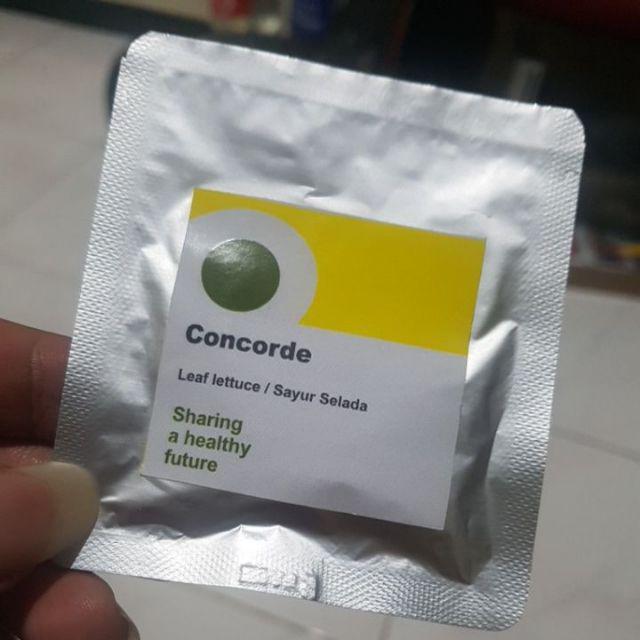 Concorde
Leaf lettuce / Sayur Selada
Sharing
a healthy
future